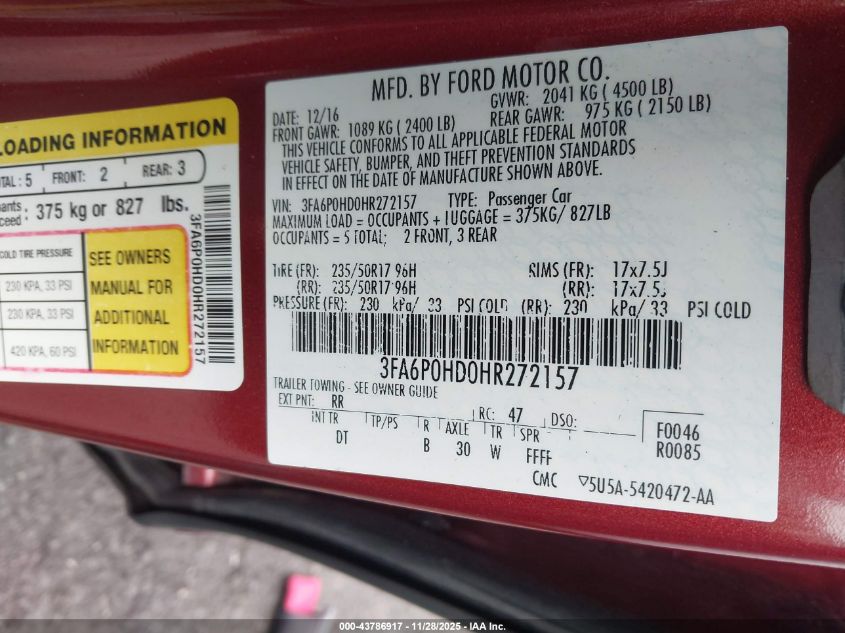 LOADING INFORMATION
TOTAL: 5 FRONT: 2 REAR: 3
375 kg or 827 lbs.
COLD TIRE PRESSURE
230 KPA, 33 PSI
230 KPA, 33 PSI
420 KPA, 60 PSI
SEE OWNERS
MANUAL FOR
ADDITIONAL
INFORMATION
3FA6P0HD0HR272157
MFD. BY FORD MOTOR CO.
DATE: 12/16 GVWR: 2041 KG ( 4500 LB)
FRONT GAWR: 1089 KG ( 2400 LB) REAR GAWR: 975 KG ( 2150 LB)
THIS VEHICLE CONFORMS TO ALL APPLICABLE FEDERAL MOTOR
VEHICLE SAFETY, BUMPER, AND THEFT PREVENTION STANDARDS
IN EFFECT ON THE DATE OF MANUFACTURE SHOWN ABOVE.
VIN: 3FA6P0HD0HR272157 TYPE: Passenger Car
MAXIMUM LOAD = OCCUPANTS + LUGGAGE = 375KG/ 827LB
OCCUPANTS = 5 TOTAL; 2 FRONT, 3 REAR
TIRE (FR): 235/50R17 96H RIMS (FR): 17x7.5J
(RR): 235/50R17 96H (RR): 17x7.5J
PRESSURE (FR): 230 kPa/ 33 PSI COLD (RR): 230 kPa/ 33 PSI COLD
3FA6P0HD0HR272157
TRAILER TOWING - SEE OWNER GUIDE
EXT PNT: RR RC: 47 DSO:
INT TR TP/PS R AXLE TR SPR F0046
DT B 30 W FFFF R0085
CMC ▽5U5A-5420472-AA
000-43786917 - 11/28/2025 - IAA Inc.